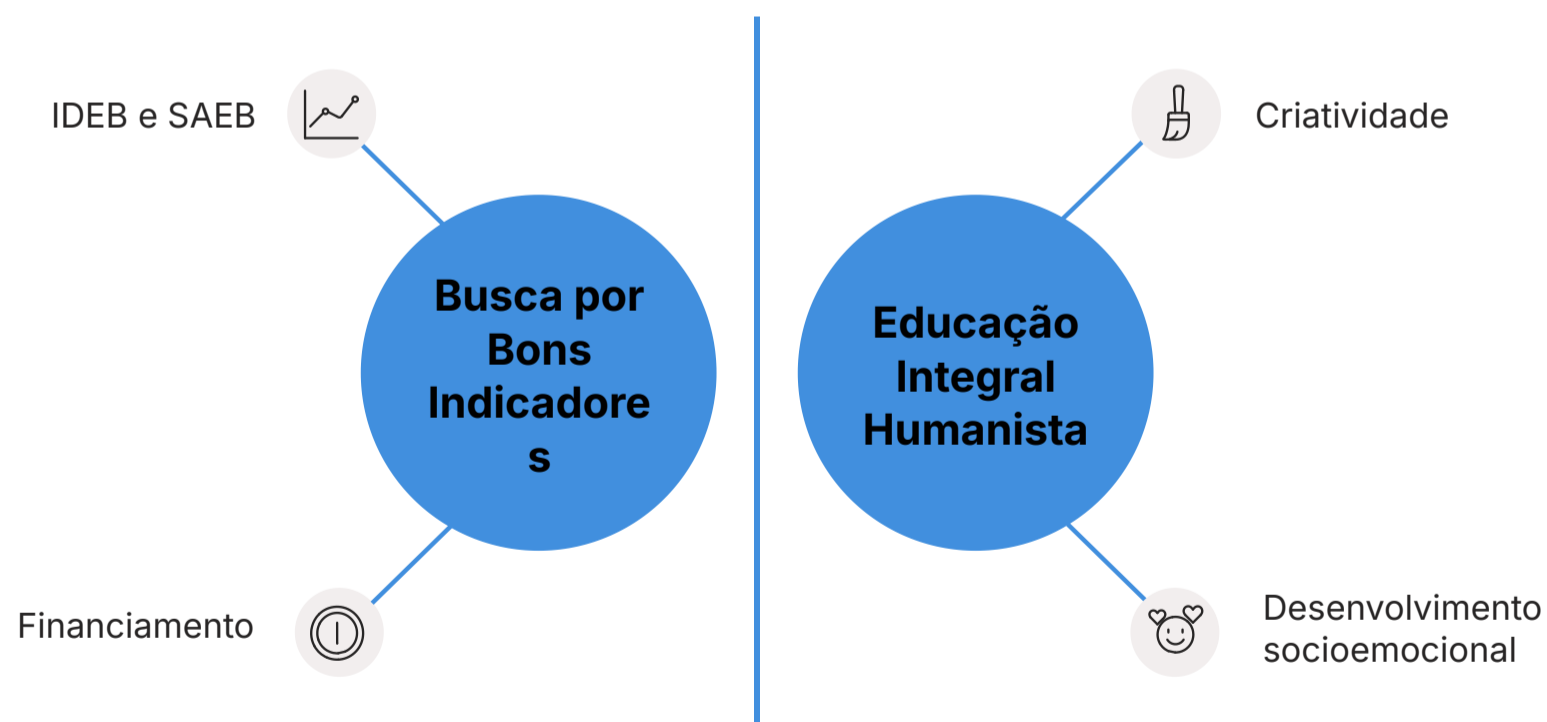 IDEB e SAEB
Busca por
Bons
Indicadore
s
Financiamento
Criatividade
Educação
Integral
Humanista
Desenvolvimento
socioemocional